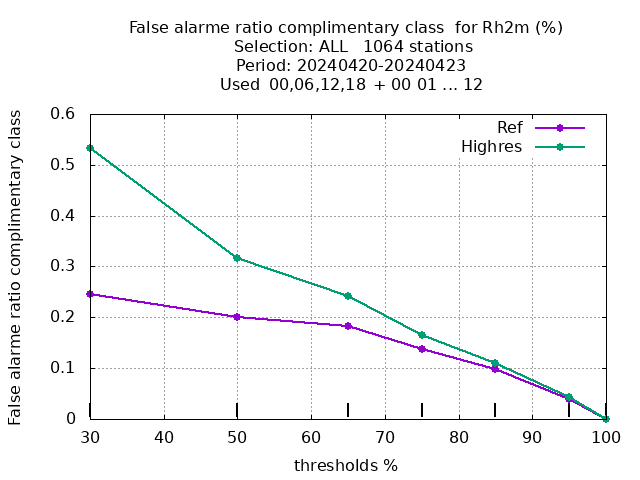 False alarme ratio complimentary class  for Rh2m (%)
Selection: ALL   1064 stations
Period: 20240420-20240423
Used  00,06,12,18  + 00 01 ... 12
False alarme ratio complimentary class
0.6
0.5
0.4
0.3
0.2
0.1
0
Ref
Highres
30 40 50 60 70 80 90 100
thresholds %